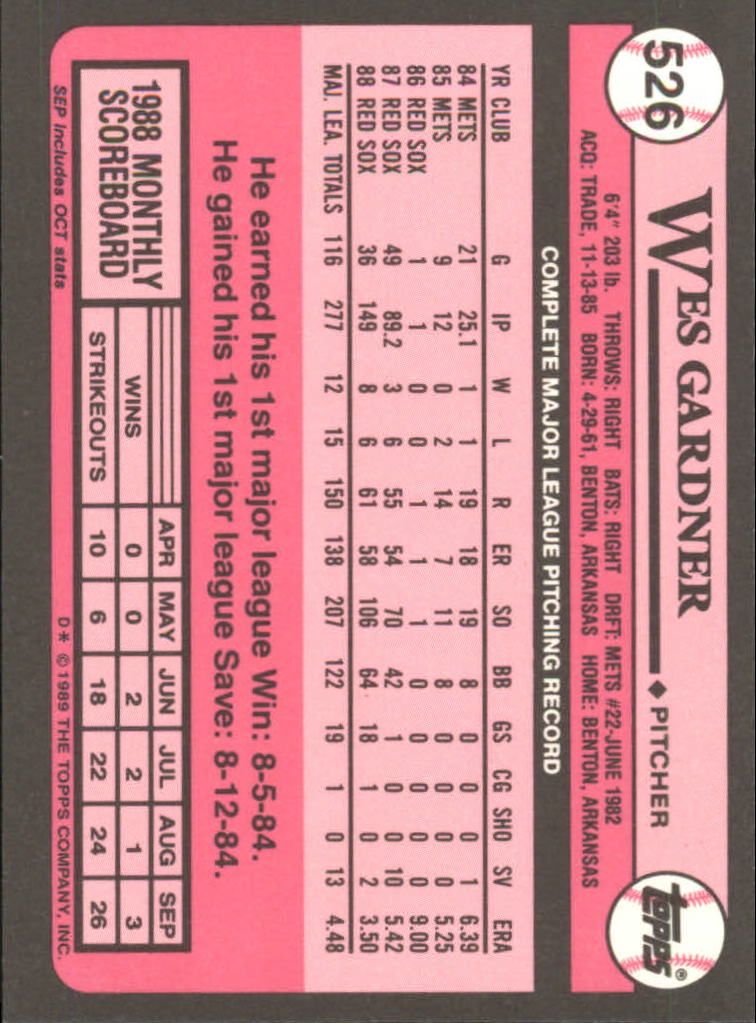 526
WES GARDNER ◆ PITCHER
Topps®
6'4" 203 lb. THROWS: RIGHT BATS: RIGHT DRFT: METS #22-JUNE 1982
ACQ: TRADE, 11-13-85 BORN: 4-29-61, BENTON, ARKANSAS HOME: BENTON, ARKANSAS
COMPLETE MAJOR LEAGUE PITCHING RECORD
YR CLUB G IP W L R ER SO BB GS CG SHO SV ERA
84 METS 21 25.1 1 1 19 18 19 8 0 0 0 1 6.39
85 METS 9 12 0 2 14 7 11 8 0 0 0 0 5.25
86 RED SOX 1 1 0 0 1 1 1 0 0 0 0 0 9.00
87 RED SOX 49 89.2 3 6 55 54 70 42 1 0 0 10 5.42
88 RED SOX 36 149 8 6 61 58 106 64 18 1 0 2 3.50
MAJ. LEA. TOTALS 116 277 12 15 150 138 207 122 19 1 0 13 4.48
He earned his 1st major league Win: 8-5-84.
He gained his 1st major league Save: 8-12-84.
1988 MONTHLY
SCOREBOARD
APR MAY JUN JUL AUG SEP
WINS 0 0 2 2 1 3
STRIKEOUTS 10 6 18 22 24 26
SEP includes OCT stats
D* ©1989 THE TOPPS COMPANY, INC.